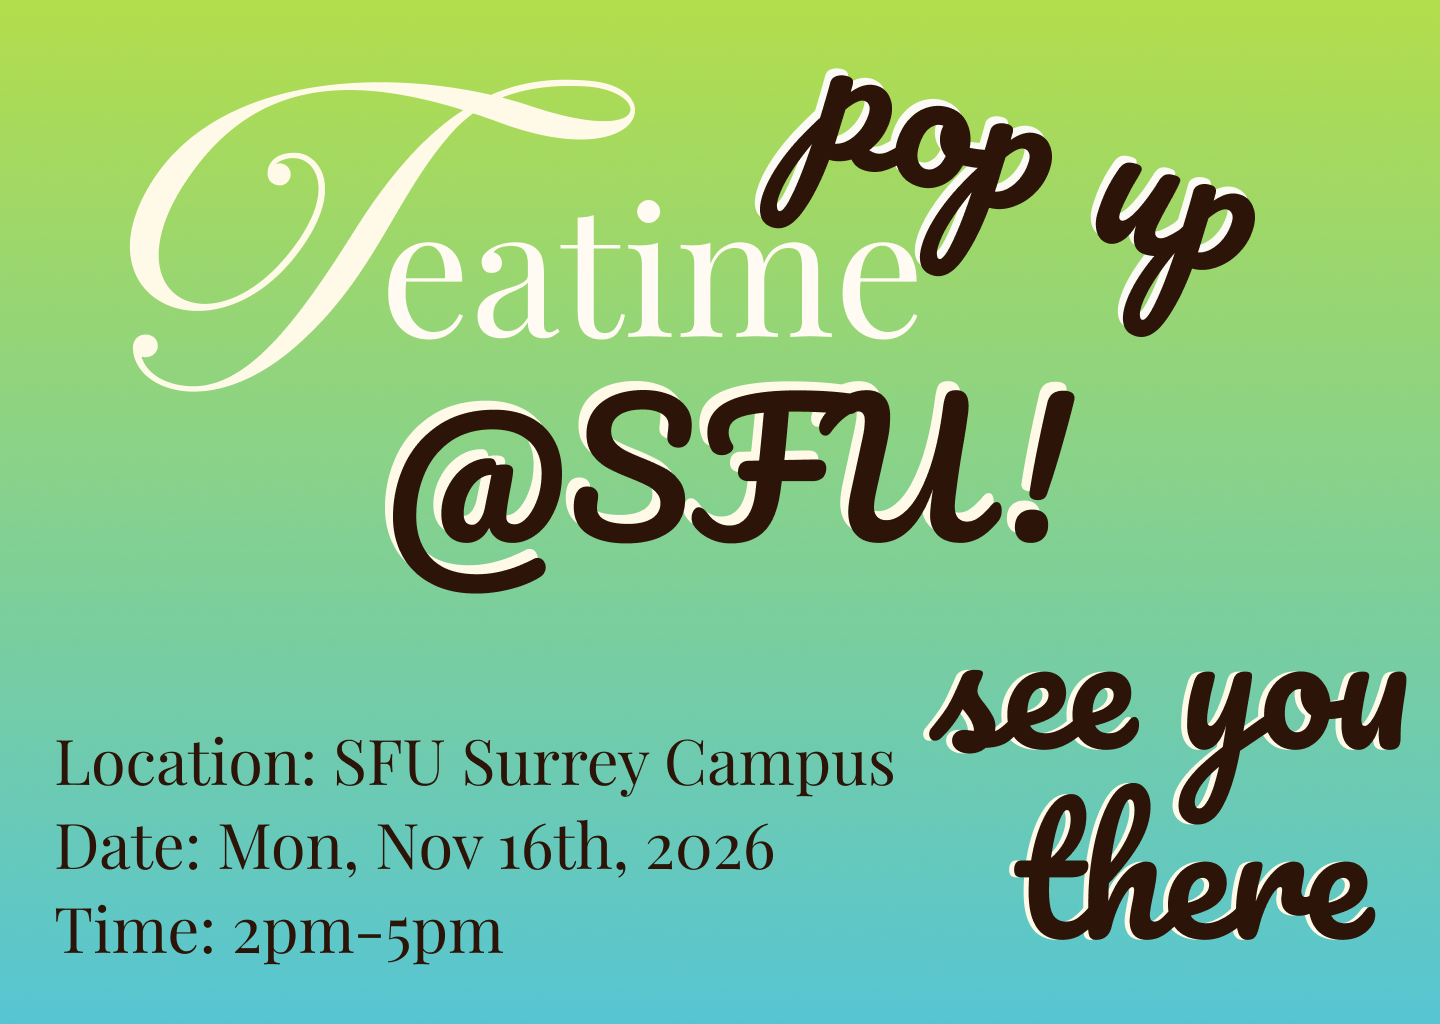 Teatime pop up
@SFU!
see you
there
Location: SFU Surrey Campus
Date: Mon, Nov 16th, 2026
Time: 2pm-5pm